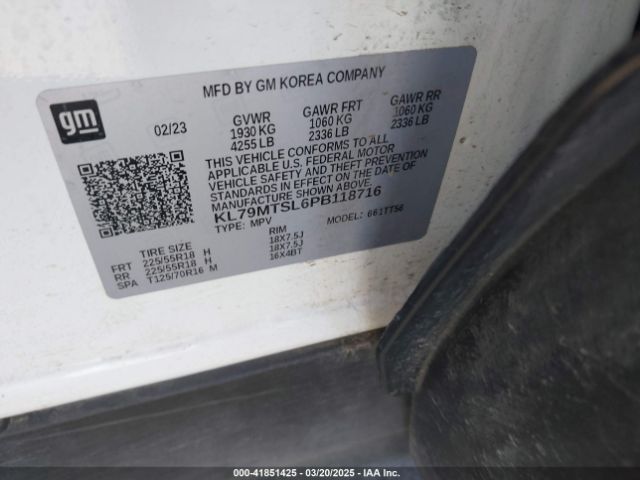 MFD BY GM KOREA COMPANY
gm
02/23
GVWR GAWR FRT GAWR RR
1930 KG 1060 KG 1060 KG
4255 LB 2336 LB 2336 LB
THIS VEHICLE CONFORMS TO ALL
APPLICABLE U.S. FEDERAL MOTOR
VEHICLE SAFETY AND THEFT PREVENTION
STANDARDS IN EFFECT ON THE DATE OF
MANUFACTURE SHOWN ABOVE.
KL79MTSL6PB118716
TYPE: MPV MODEL: 661TT56
TIRE SIZE RIM
FRT 225/55R18 H 18X7.5J
RR 225/55R18 H 18X7.5J
SPA T125/70R16 M 16X4BT
000-41851425 - 03/20/2025 - IAA Inc.